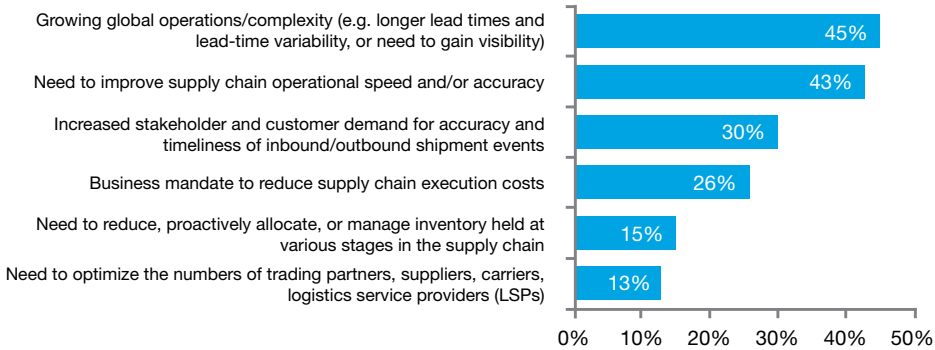 Growing global operations/complexity (e.g. longer lead times and
lead-time variability, or need to gain visibility)
45%
Need to improve supply chain operational speed and/or accuracy
43%
Increased stakeholder and customer demand for accuracy and
timeliness of inbound/outbound shipment events
30%
Business mandate to reduce supply chain execution costs
26%
Need to reduce, proactively allocate, or manage inventory held at
various stages in the supply chain
15%
Need to optimize the numbers of trading partners, suppliers, carriers,
logistics service providers (LSPs)
13%
0% 10% 20% 30% 40% 50%